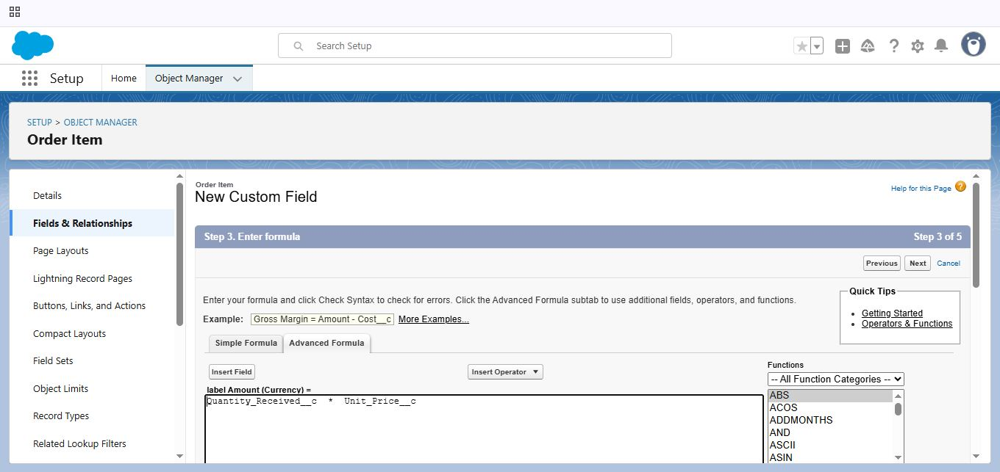 Search Setup
Setup
Home
Object Manager
SETUP > OBJECT MANAGER
Order Item
Details
Fields & Relationships
Page Layouts
Lightning Record Pages
Buttons, Links, and Actions
Compact Layouts
Field Sets
Object Limits
Record Types
Related Lookup Filters
Order Item
New Custom Field
Help for this Page ?
Step 3. Enter formula
Step 3 of 5
Previous
Next
Cancel
Enter your formula and click Check Syntax to check for errors. Click the Advanced Formula subtab to use additional fields, operators, and functions.
Example: Gross Margin = Amount - Cost__c More Examples...
Quick Tips
• Getting Started
• Operators & Functions
Simple Formula
Advanced Formula
Insert Field
Insert Operator
label Amount (Currency) =
Quantity_Received__c * Unit_Price__c
Functions
-- All Function Categories --
ABS
ACOS
ADDMONTHS
AND
ASCII
ASIN